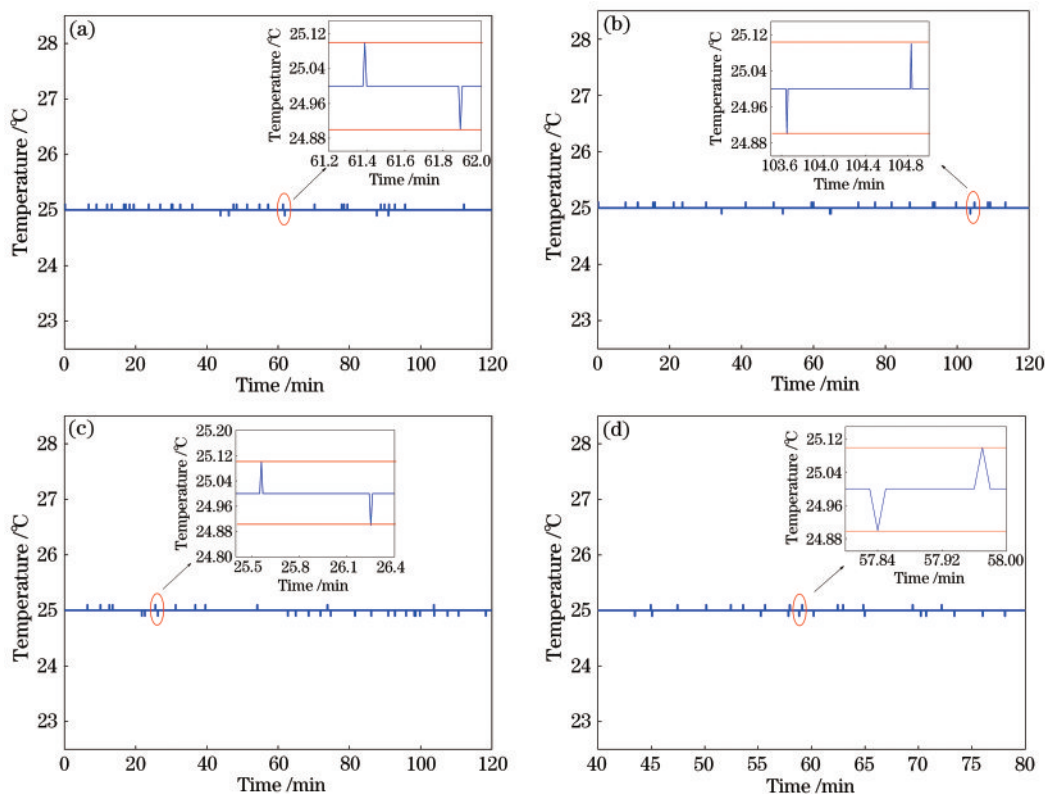 (a)
Temperature /℃
28
27
26
25
24
23
0 20 40 60 80 100 120
Time /min
Temperature /℃
25.12
25.04
24.96
24.88
61.2 61.4 61.6 61.8 62.0
Time /min
(b)
Temperature /℃
28
27
26
25
24
23
0 20 40 60 80 100 120
Time /min
Temperature /℃
25.12
25.04
24.96
24.88
103.6 104.0 104.4 104.8
Time /min
(c)
Temperature /℃
28
27
26
25
24
23
0 20 40 60 80 100 120
Time /min
Temperature /℃
25.20
25.12
25.04
24.96
24.88
24.80
25.5 25.8 26.1 26.4
Time /min
(d)
Temperature /℃
28
27
26
25
24
23
40 45 50 55 60 65 70 75 80
Time /min
Temperature /℃
25.12
25.04
24.96
24.88
57.84 57.92 58.00
Time /min